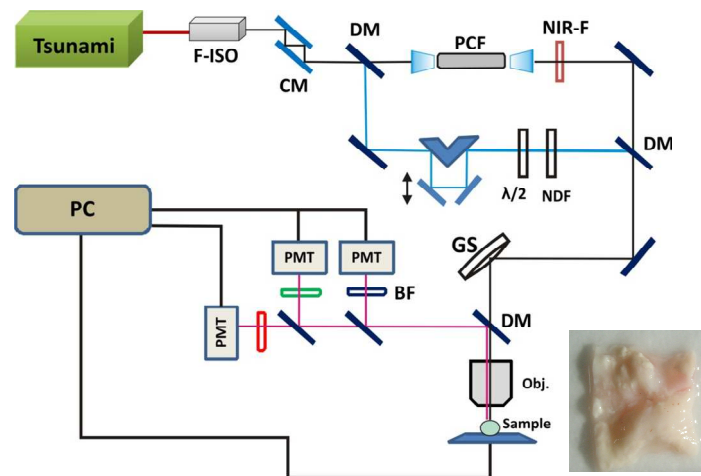 Tsunami
F-ISO
CM
DM
PCF
NIR-F
DM
λ/2
NDF
PC
PMT
PMT
PMT
BF
GS
DM
Obj.
Sample